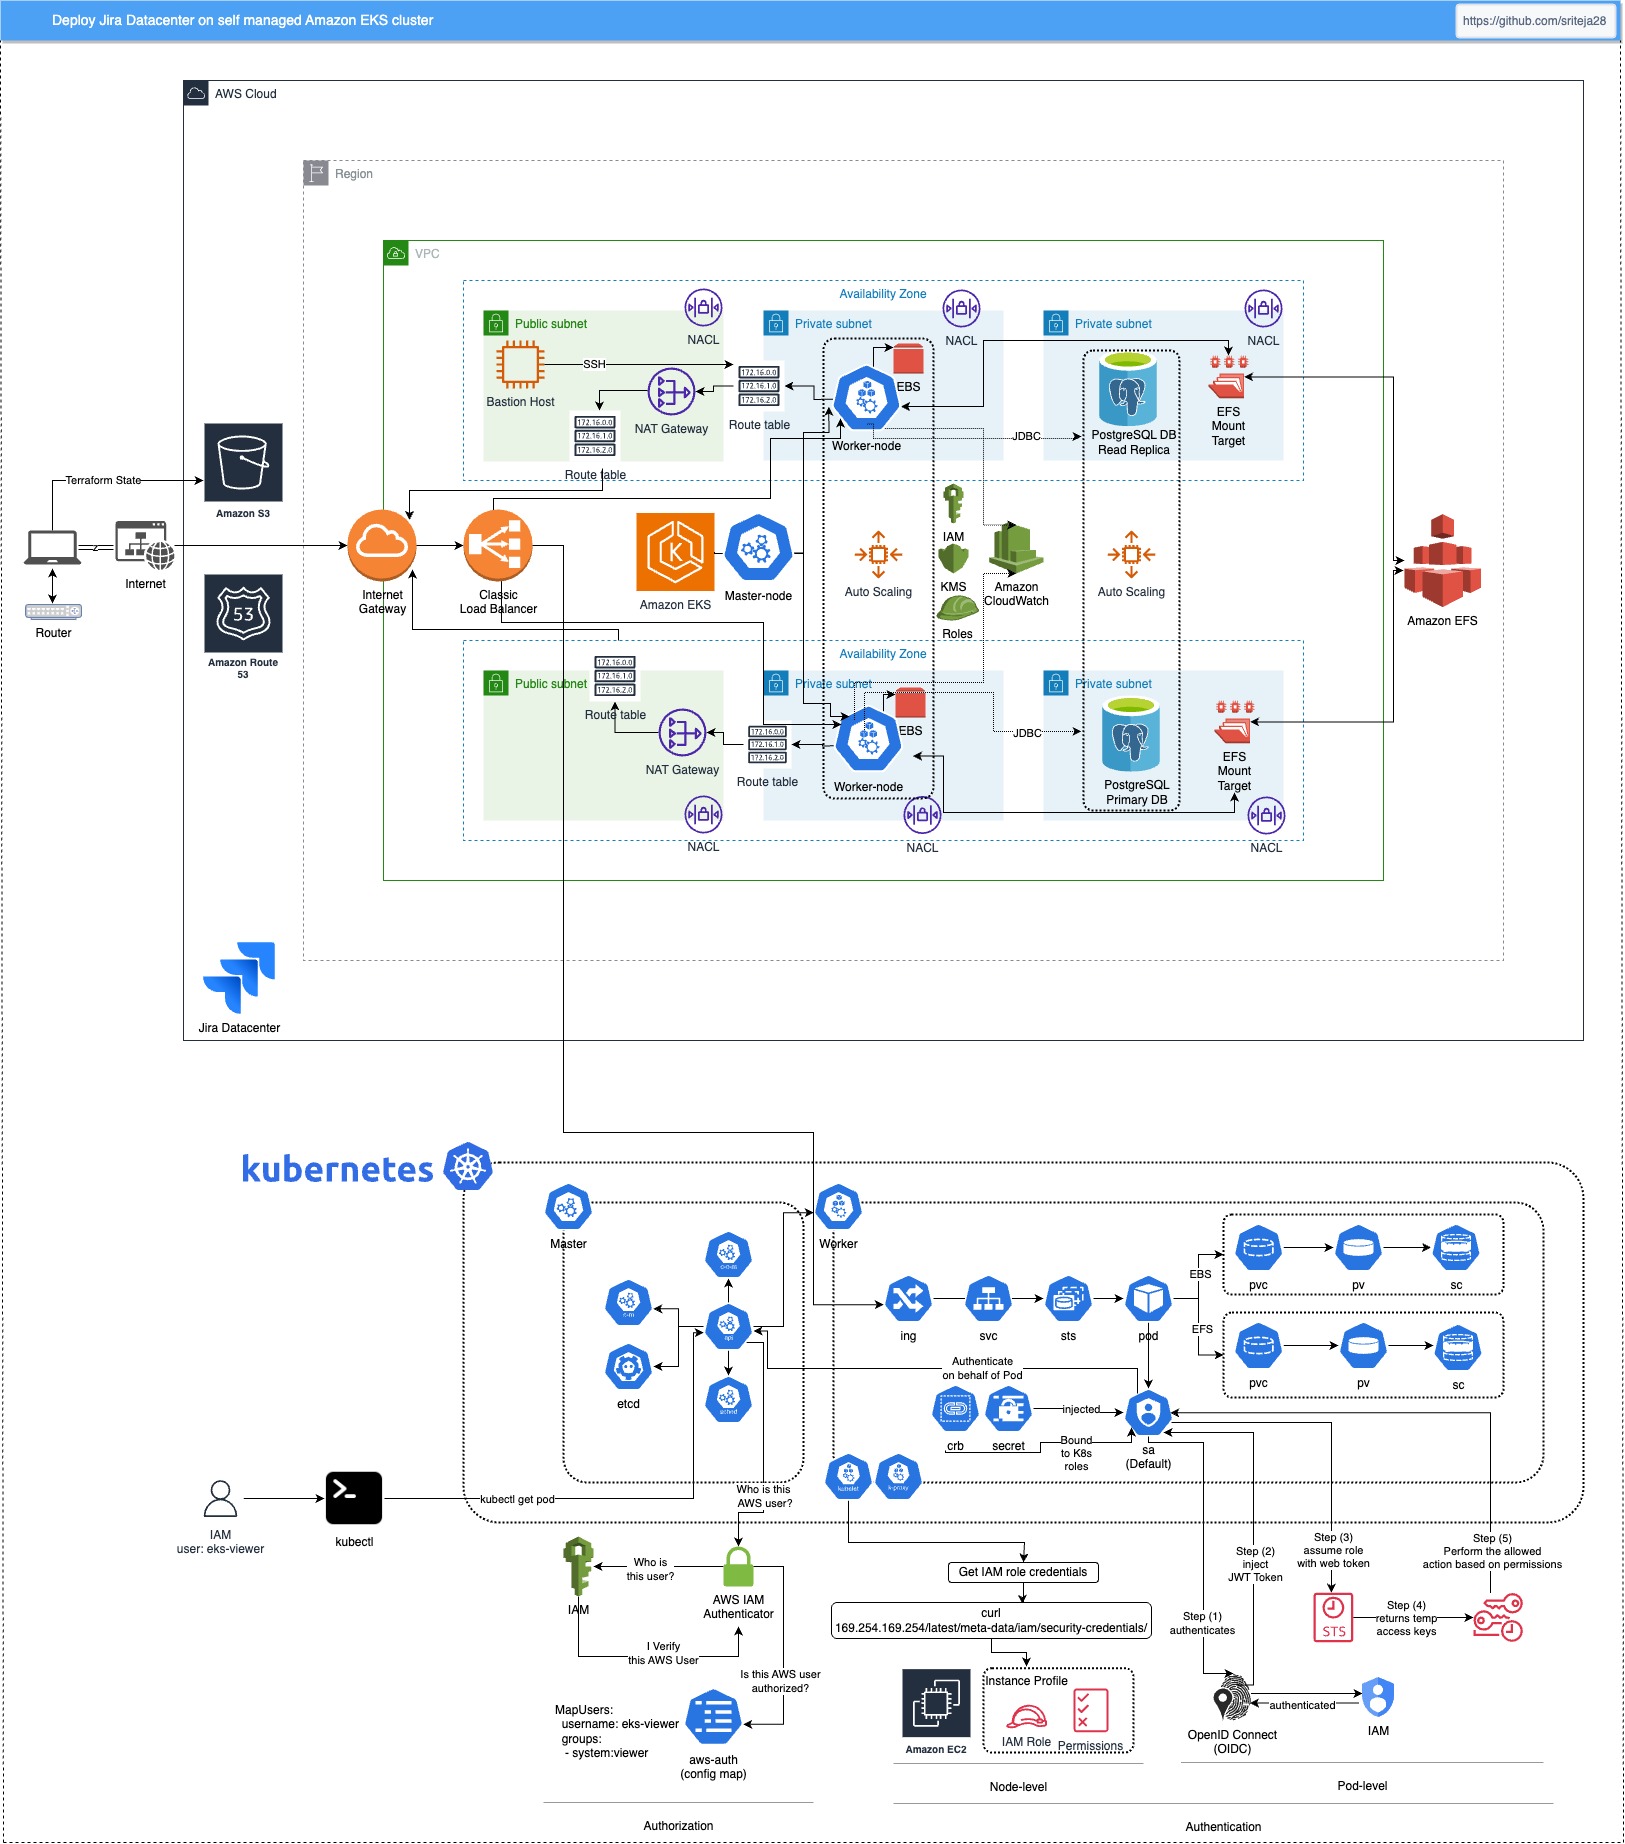 Deploy Jira Datacenter on self managed Amazon EKS cluster
https://github.com/sriteja28
AWS Cloud
Region
VPC
Availability Zone
Public subnet
NACL
Private subnet
NACL
Private subnet
NACL
Bastion Host
SSH
172.16.0.0
172.16.1.0
172.16.2.0
Route table
NAT Gateway
172.16.0.0
172.16.1.0
172.16.2.0
Route table
EBS
Worker-node
JDBC
PostgreSQL DB
Read Replica
EFS
Mount
Target
Terraform State
Amazon S3
Internet
Router
53
Amazon Route
53
Internet
Gateway
Classic
Load Balancer
Amazon EKS
Master-node
Auto Scaling
IAM
KMS
Roles
Amazon
CloudWatch
Auto Scaling
Amazon EFS
Availability Zone
Public subnet
172.16.0.0
172.16.1.0
172.16.2.0
Route table
NAT Gateway
NACL
Private subnet
172.16.0.0
172.16.1.0
172.16.2.0
Route table
EBS
Worker-node
NACL
JDBC
Private subnet
PostgreSQL
Primary DB
EFS
Mount
Target
NACL
Jira Datacenter
kubernetes
Master
c-c-m
c-m
api
etcd
sched
Worker
ing
svc
sts
pod
EBS
pvc
pv
sc
EFS
pvc
pv
sc
Authenticate
on behalf of Pod
crb
secret
injected
Bound
to K8s
roles
sa
(Default)
kubelet
k-proxy
IAM
user: eks-viewer
kubectl
kubectl get pod
Who is this
AWS user?
IAM
Who is
this user?
AWS IAM
Authenticator
I Verify
this AWS User
Is this AWS user
authorized?
MapUsers:
username: eks-viewer
groups:
- system:viewer
aws-auth
(config map)
Authorization
Get IAM role credentials
curl
169.254.169.254/latest/meta-data/iam/security-credentials/
Amazon EC2
Instance Profile
IAM Role
Permissions
Node-level
Step (1)
authenticates
Step (2)
inject
JWT Token
Step (3)
assume role
with web token
STS
Step (4)
returns temp
access keys
Step (5)
Perform the allowed
action based on permissions
OpenID Connect
(OIDC)
authenticated
IAM
Pod-level
Authentication